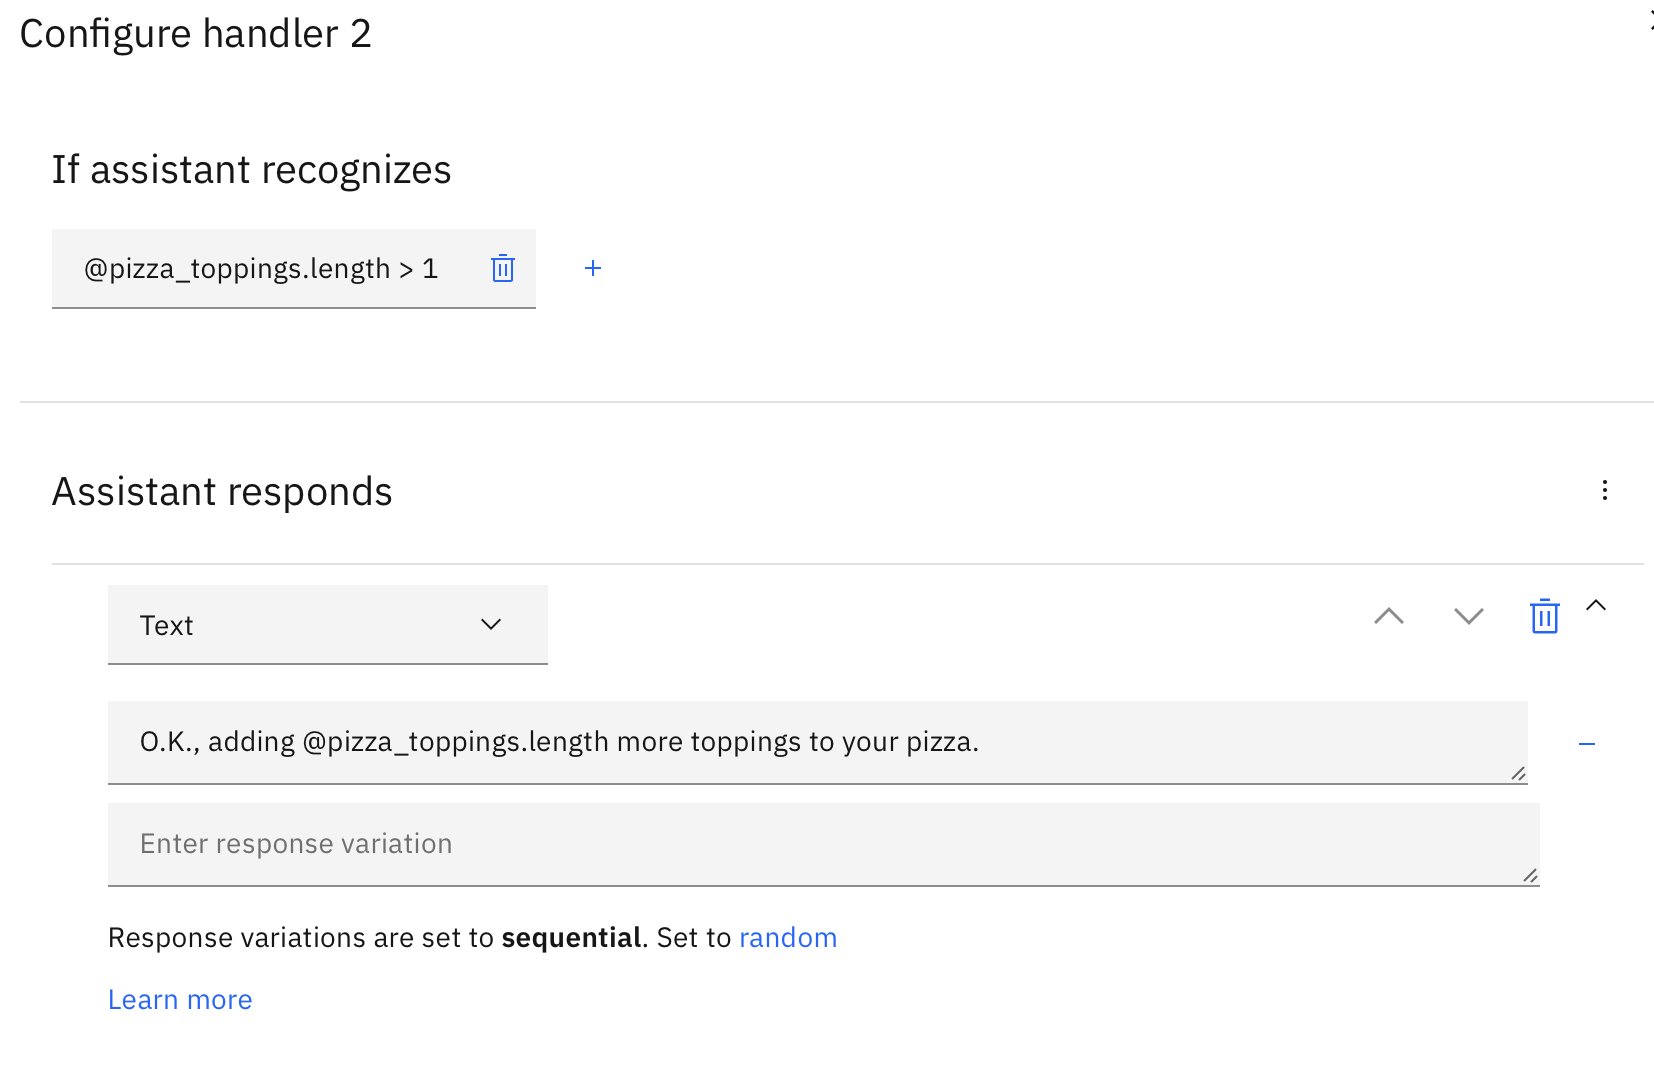 Configure handler 2
If assistant recognizes
@pizza_toppings.length > 1
Assistant responds
Text
O.K., adding @pizza_toppings.length more toppings to your pizza.
Enter response variation
Response variations are set to sequential. Set to random
Learn more